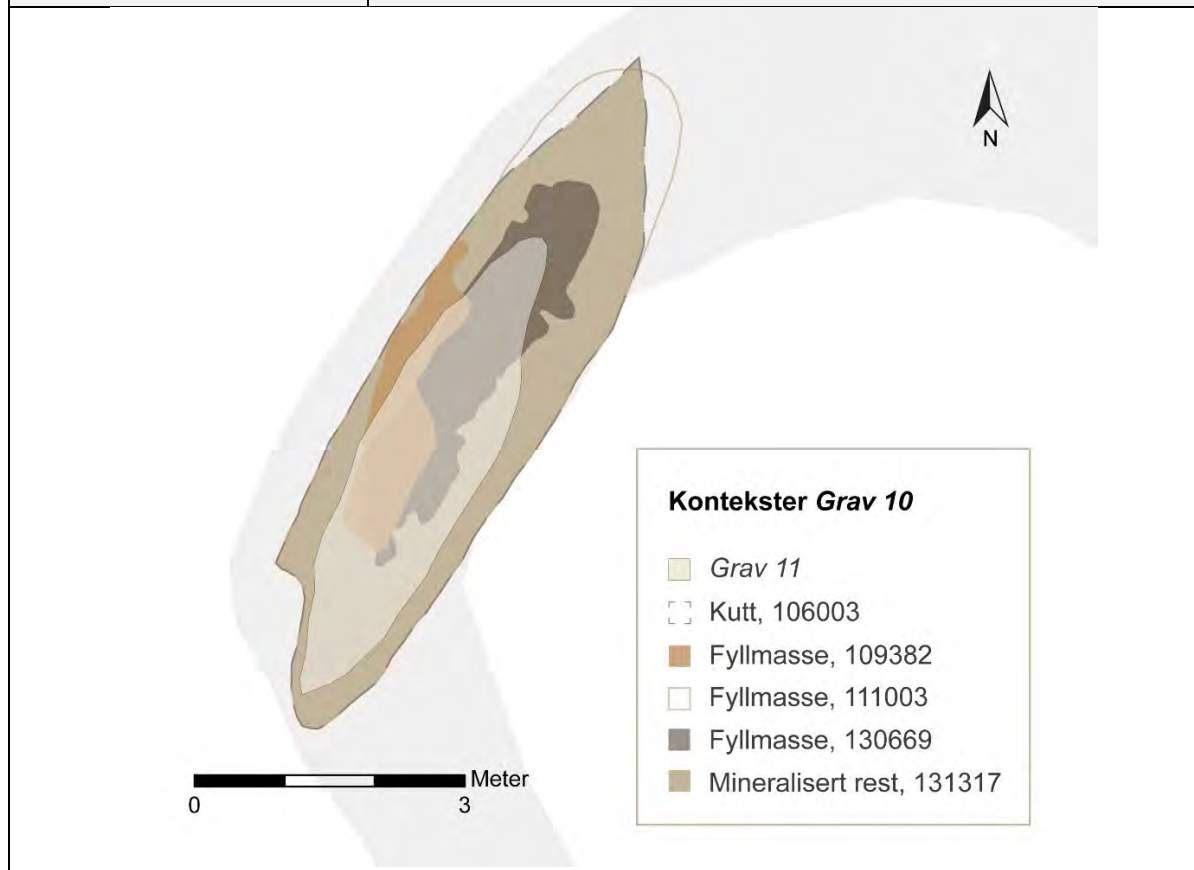 N
Kontekster Grav 10
Grav 11
Kutt, 106003
Fyllmasse, 109382
Fyllmasse, 111003
Fyllmasse, 130669
Mineralisert rest, 131317
Meter
0 3